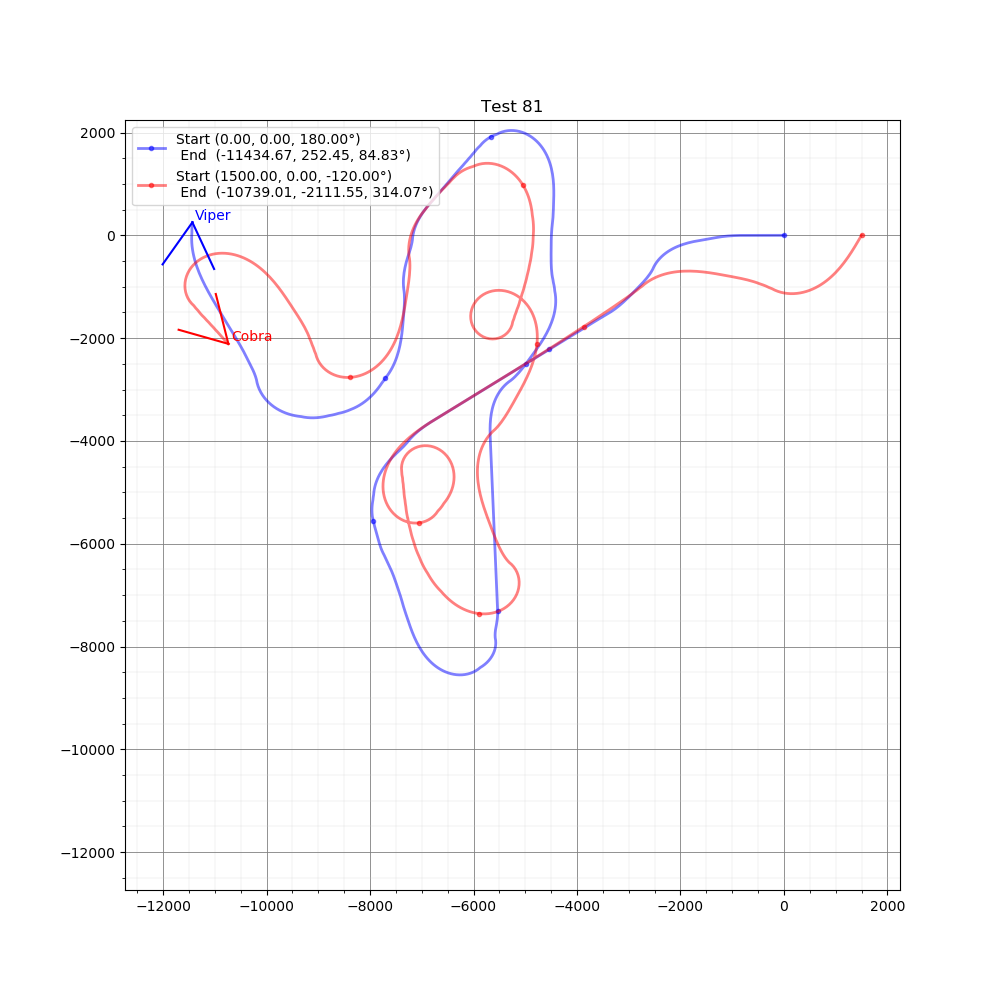 Test 81
Start (0.00, 0.00, 180.00°)
End (-11434.67, 252.45, 84.83°)
Start (1500.00, 0.00, -120.00°)
End (-10739.01, -2111.55, 314.07°)
Viper
Cobra
2000
0
−2000
−4000
−6000
−8000
−10000
−12000
−12000 −10000 −8000 −6000 −4000 −2000 0 2000